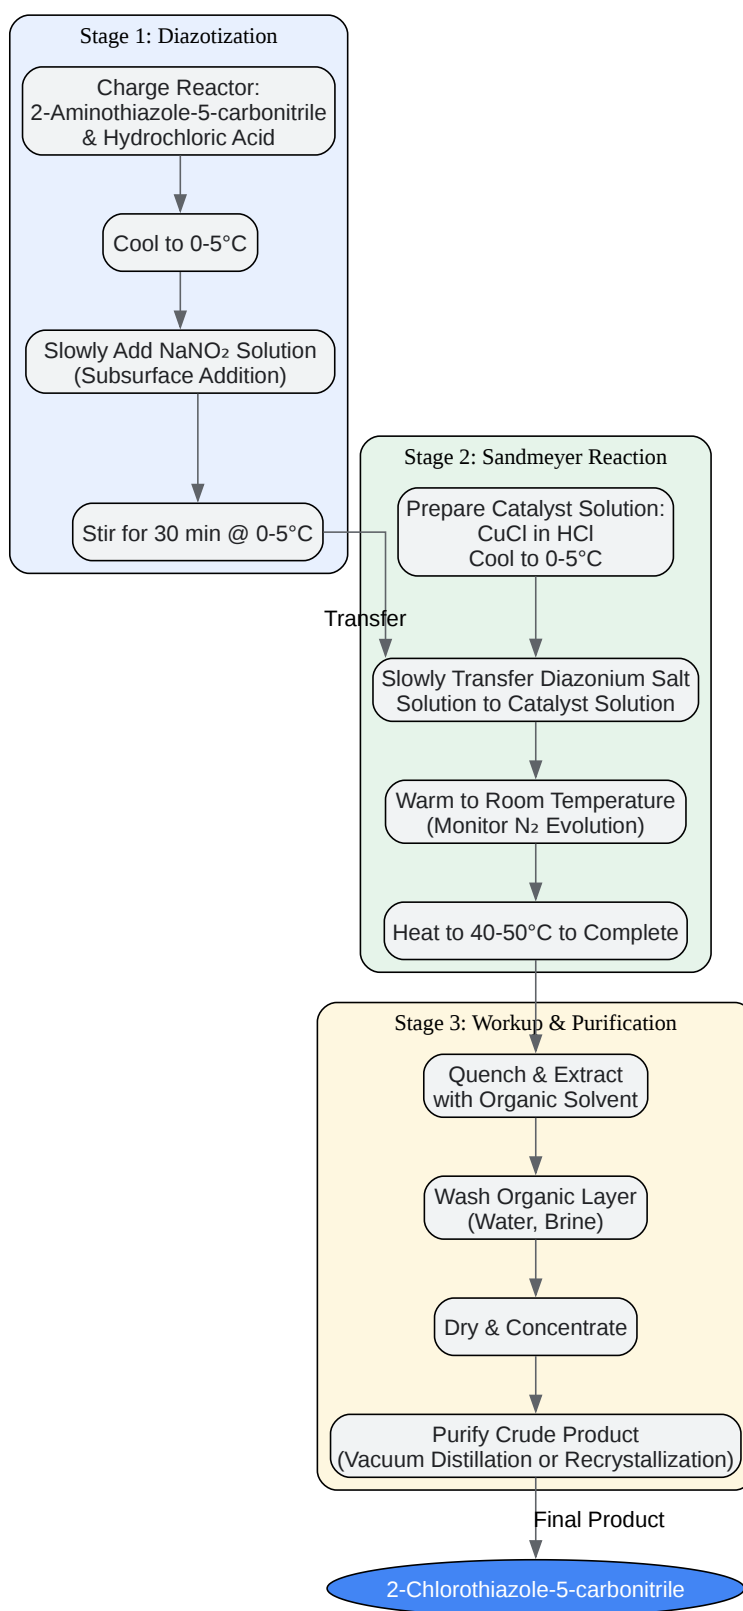 Stage 1: Diazotization
Charge Reactor:
2-Aminothiazole-5-carbonitrile
& Hydrochloric Acid
Cool to 0-5°C
Slowly Add NaNO₂ Solution
(Subsurface Addition)
Stir for 30 min @ 0-5°C
Transfer
Stage 2: Sandmeyer Reaction
Prepare Catalyst Solution:
CuCl in HCl
Cool to 0-5°C
Slowly Transfer Diazonium Salt
Solution to Catalyst Solution
Warm to Room Temperature
(Monitor N₂ Evolution)
Heat to 40-50°C to Complete
Stage 3: Workup & Purification
Quench & Extract
with Organic Solvent
Wash Organic Layer
(Water, Brine)
Dry & Concentrate
Purify Crude Product
(Vacuum Distillation or Recrystallization)
Final Product
2-Chlorothiazole-5-carbonitrile